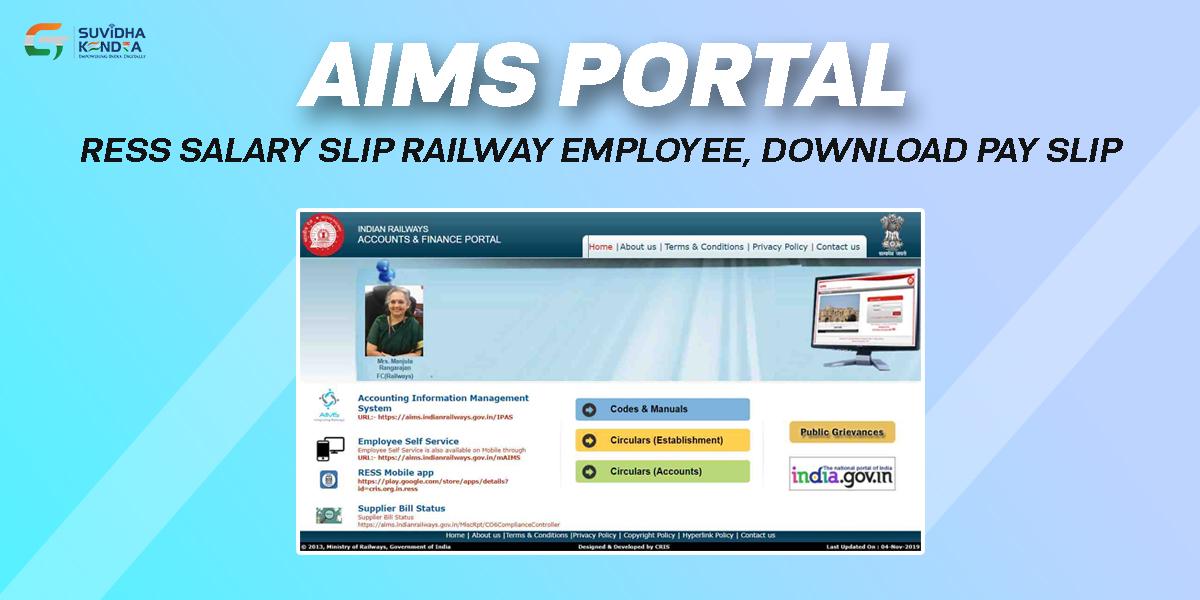 SUVIDHA
KENDRA
EMPOWERING INDIA DIGITALLY
AIMS PORTAL
RESS SALARY SLIP RAILWAY EMPLOYEE, DOWNLOAD PAY SLIP
INDIAN RAILWAYS
ACCOUNTS & FINANCE PORTAL
Home | About us | Terms & Conditions | Privacy Policy | Contact us
सत्यमेव जयते
Mrs. Manjula
Rangarajan
FC(Railways)
Accounting Information Management
System
URL:- https://aims.indianrailways.gov.in/IPAS
AIMS
Employee Self Service
Employee Self Service is also available on Mobile through
URL:- https://aims.indianrailways.gov.in/mAIMS
RESS Mobile app
https://play.google.com/store/apps/details?
id=cris.org.in.ress
Supplier Bill Status
Supplier Bill Status
https://aims.indianrailways.gov.in/MiscRpt/CO6ComplianceController
Codes & Manuals
Circulars (Establishment)
Circulars (Accounts)
Public Grievances
The national portal of India
india.gov.in
Home | About us |Terms & Conditions |Privacy Policy | Copyright Policy | Hyperlink Policy | Contact us
© 2013, Ministry of Railways, Government of India
Designed & Developed by CRIS
Last Updated On : 04-Nov-2019